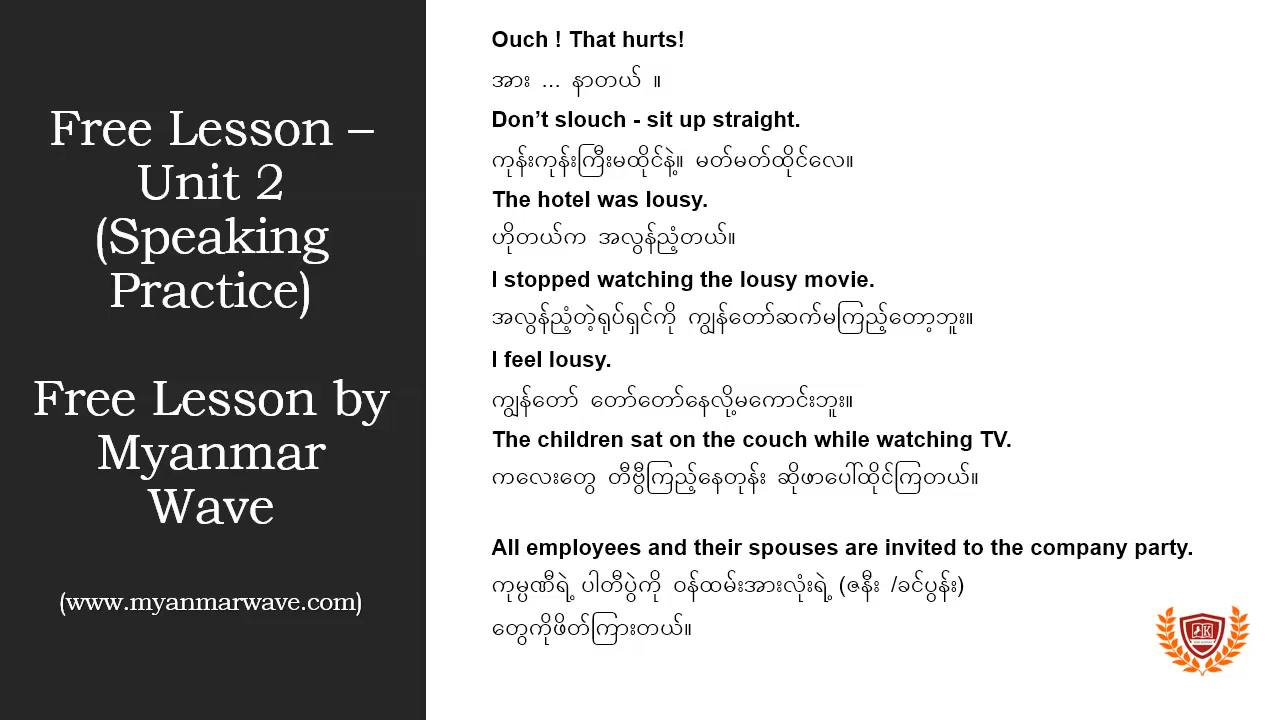 Free Lesson –
Unit 2
(Speaking
Practice)
Free Lesson by
Myanmar
Wave
(www.myanmarwave.com)
Ouch ! That hurts!
အား ... နာတယ် ။
Don’t slouch - sit up straight.
ကုန်းကုန်းကြီးမထိုင်နဲ့။ မတ်မတ်ထိုင်လေ။
The hotel was lousy.
ဟိုတယ်က အလွန်ညံ့တယ်။
I stopped watching the lousy movie.
အလွန်ညံ့တဲ့ရုပ်ရှင်ကို ကျွန်တော်ဆက်မကြည့်တော့ဘူး။
I feel lousy.
ကျွန်တော် တော်တော်နေလို့မကောင်းဘူး။
The children sat on the couch while watching TV.
ကလေးတွေ တီဗွီကြည့်နေတုန်း ဆိုဖာပေါ်ထိုင်ကြတယ်။
All employees and their spouses are invited to the company party.
ကုမ္ပဏီရဲ့ ပါတီပွဲကို ဝန်ထမ်းအားလုံးရဲ့ (ဇနီး /ခင်ပွန်း)
တွေကိုဖိတ်ကြားတယ်။